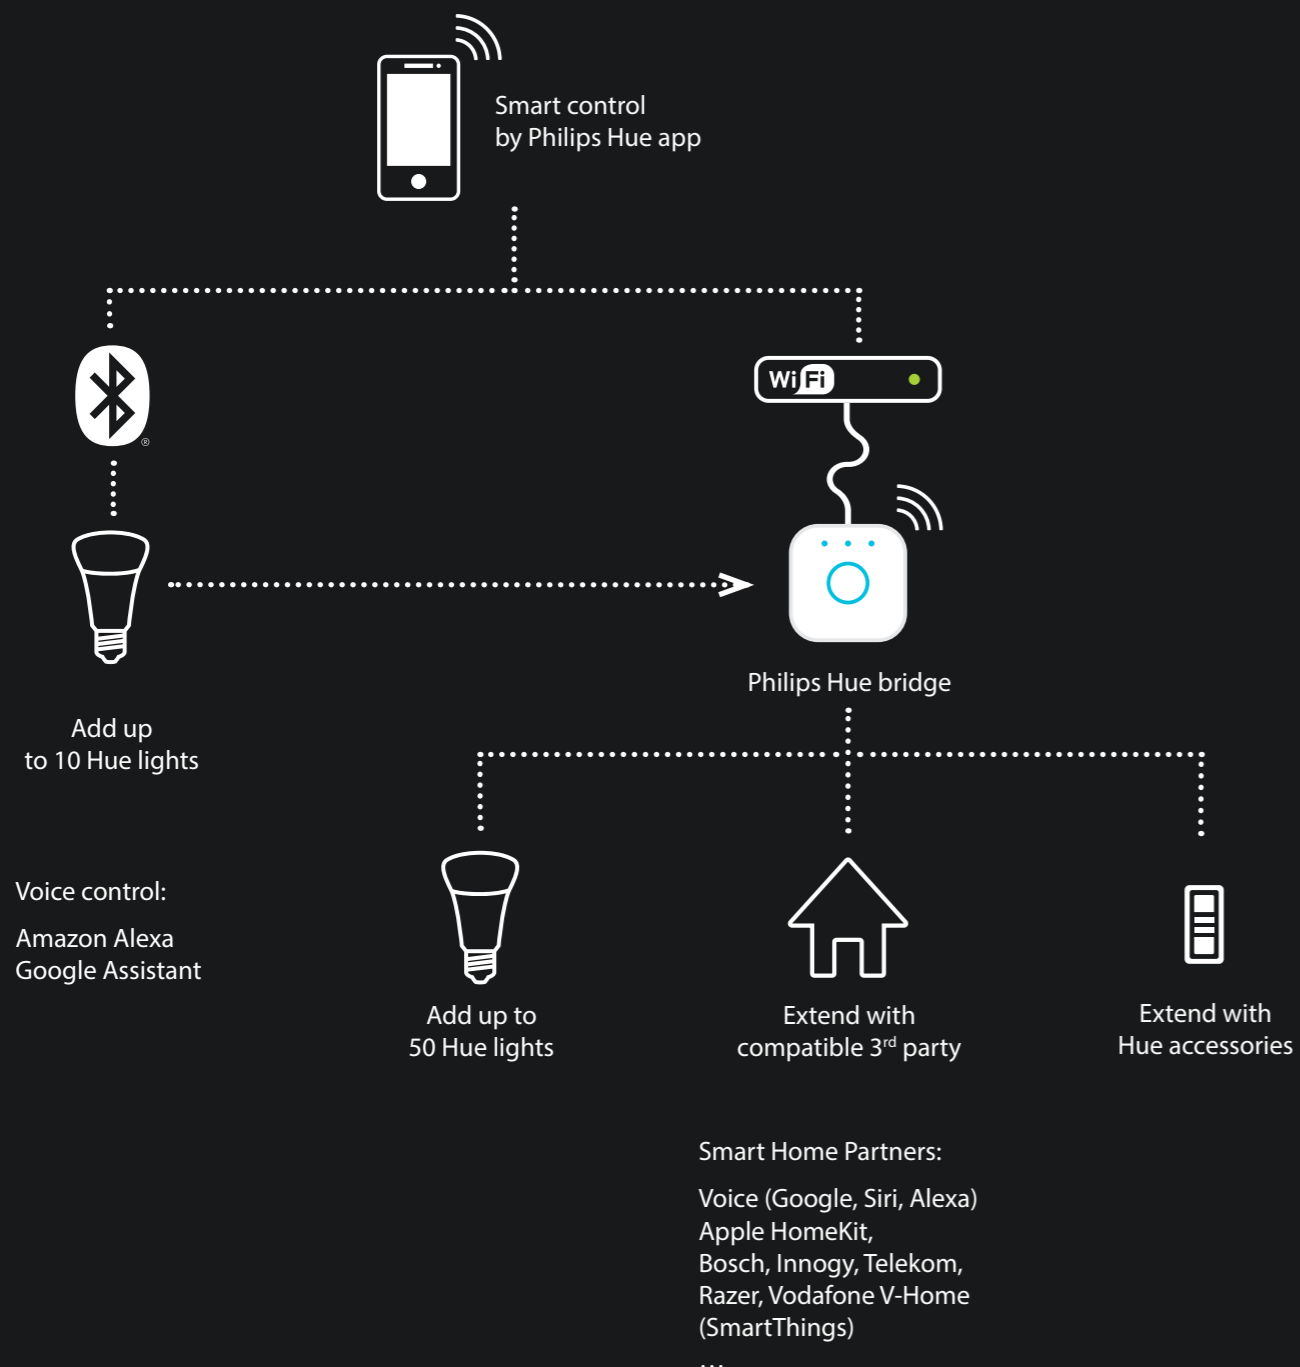 Smart control
by Philips Hue app
WiFi
®
Philips Hue bridge
Add up
to 10 Hue lights
Voice control:
Amazon Alexa
Google Assistant
Add up to
50 Hue lights
Extend with
compatible 3rd party
Extend with
Hue accessories
Smart Home Partners:
Voice (Google, Siri, Alexa)
Apple HomeKit,
Bosch, Innogy, Telekom,
Razer, Vodafone V-Home
(SmartThings)
...